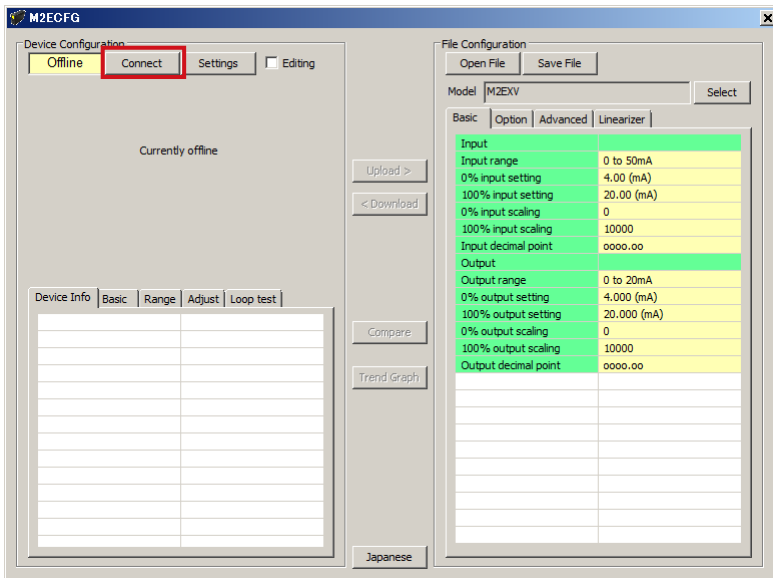 M2ECFG
Device Configuration
Offline Connect Settings Editing
Currently offline
Device Info Basic Range Adjust Loop test
Upload >
< Download
Compare
Trend Graph
Japanese
File Configuration
Open File Save File
Model M2EXV Select
Basic Option Advanced Linearizer
Input
Input range 0 to 50mA
0% input setting 4.00 (mA)
100% input setting 20.00 (mA)
0% input scaling 0
100% input scaling 10000
Input decimal point oooo.oo
Output
Output range 0 to 20mA
0% output setting 4.000 (mA)
100% output setting 20.000 (mA)
0% output scaling 0
100% output scaling 10000
Output decimal point oooo.oo